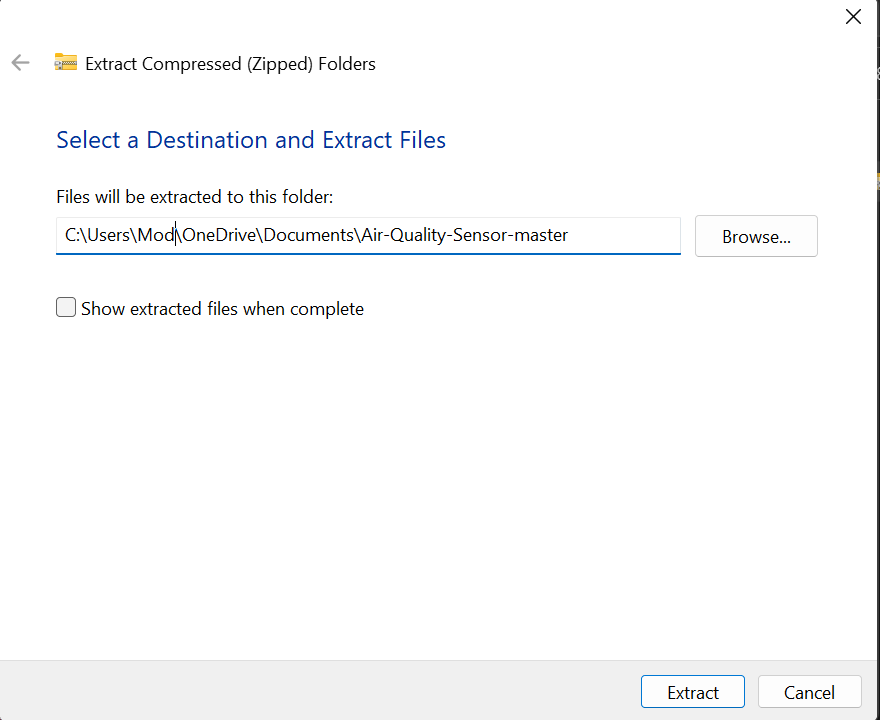 Extract Compressed (Zipped) Folders
Select a Destination and Extract Files
Files will be extracted to this folder:
C:\Users\Mod\OneDrive\Documents\Air-Quality-Sensor-master
Browse...
Show extracted files when complete
Extract
Cancel